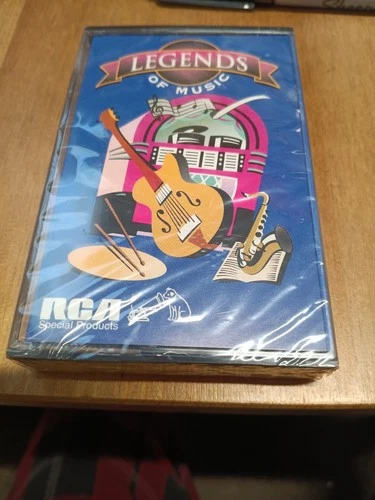 LEGENDS
OF MUSIC
RCA
Special Products